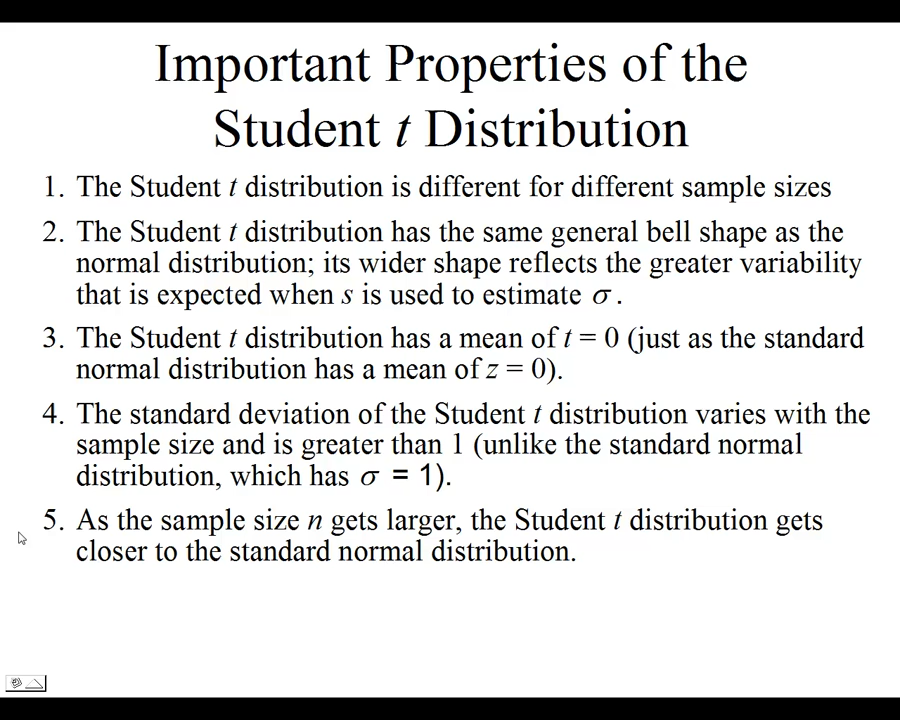 Important Properties of the
Student t Distribution
1. The Student t distribution is different for different sample sizes
2. The Student t distribution has the same general bell shape as the
normal distribution; its wider shape reflects the greater variability
that is expected when s is used to estimate σ .
3. The Student t distribution has a mean of t = 0 (just as the standard
normal distribution has a mean of z = 0).
4. The standard deviation of the Student t distribution varies with the
sample size and is greater than 1 (unlike the standard normal
distribution, which has σ = 1).
5. As the sample size n gets larger, the Student t distribution gets
closer to the standard normal distribution.